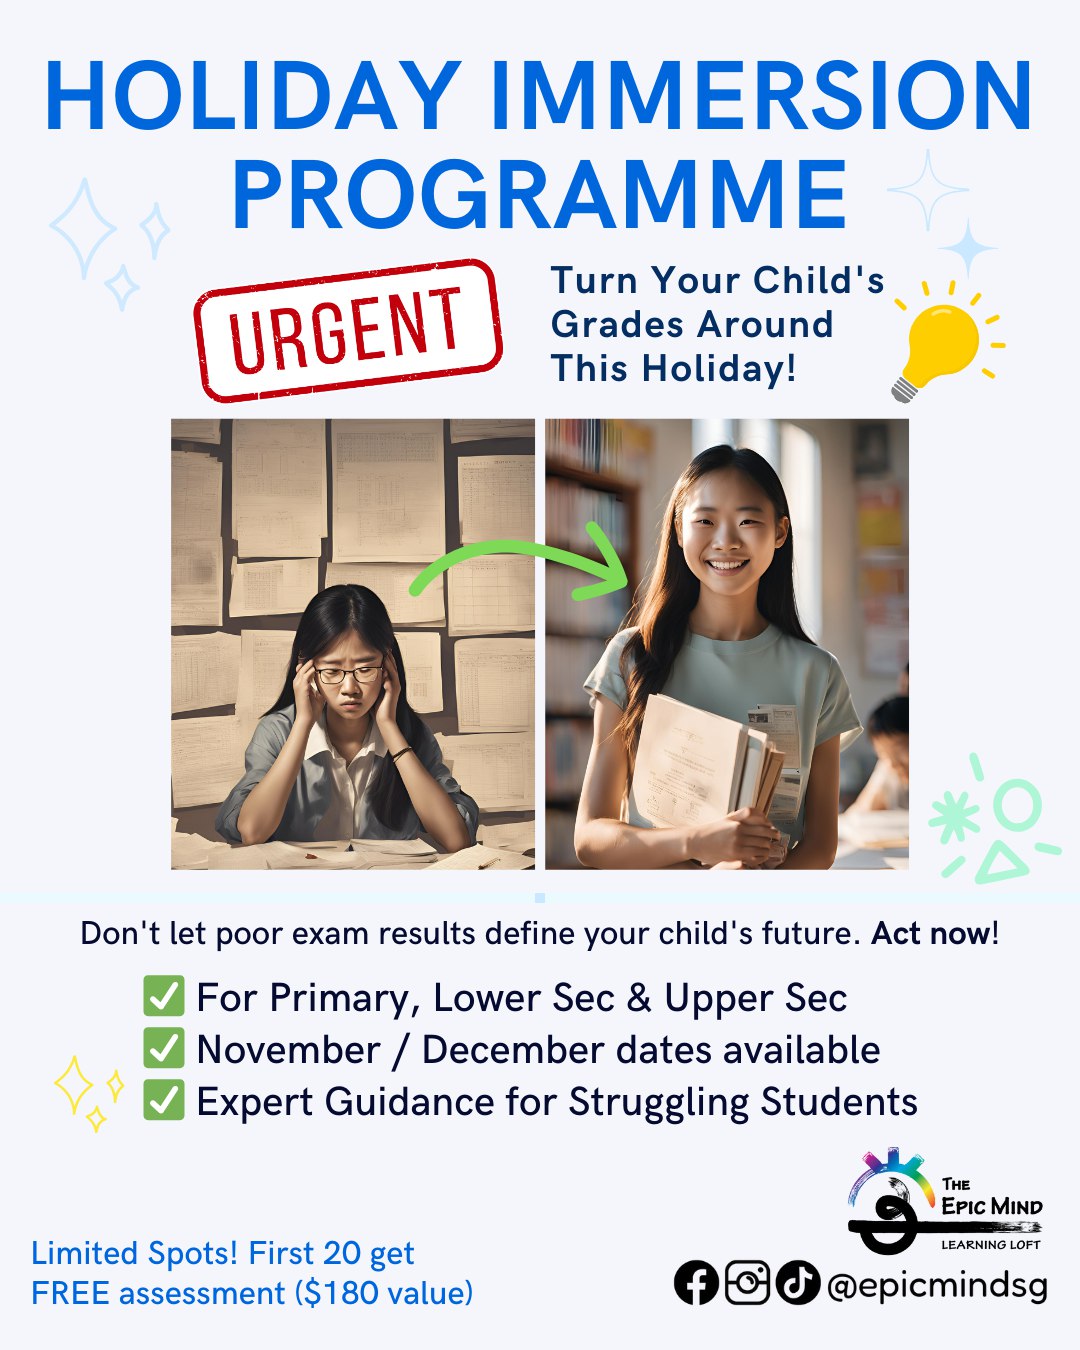 HOLIDAY IMMERSION
PROGRAMME
URGENT
Turn Your Child's
Grades Around
This Holiday!
Don't let poor exam results define your child's future. Act now!
For Primary, Lower Sec & Upper Sec
November / December dates available
Expert Guidance for Struggling Students
THE
EPIC MIND
LEARNING LOFT
Limited Spots! First 20 get
FREE assessment ($180 value)
@epicmindsg